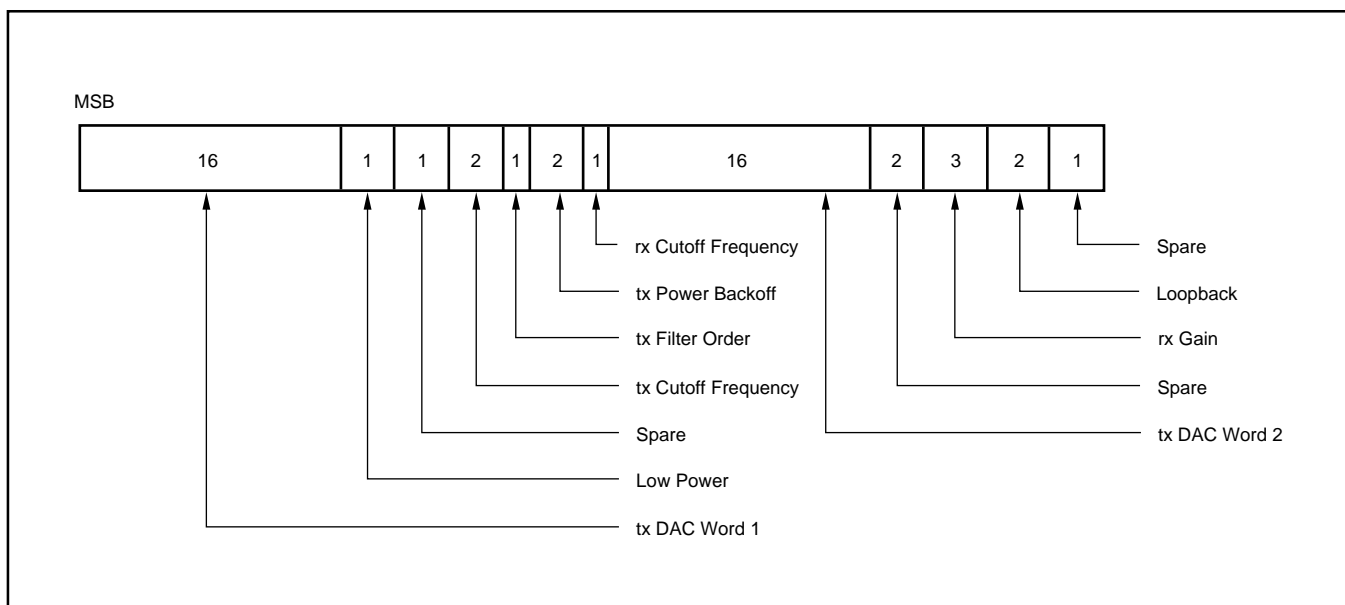 MSB
16 1 1 2 1 2 1 16 2 3 2 1
rx Cutoff Frequency
tx Power Backoff
tx Filter Order
tx Cutoff Frequency
Spare
Low Power
tx DAC Word 1
Spare
Loopback
rx Gain
Spare
tx DAC Word 2